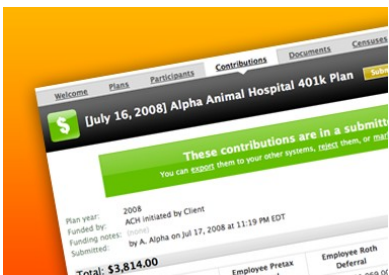 Welcome Plans Participants Contributions Documents Censuses
$ [July 16, 2008] Alpha Animal Hospital 401k Plan
These contributions are in a submitt
You can export them to your other systems, reject them, or
Plan year: 2008
Funded by: ACH initiated by Client
Funding notes: (none)
Submitted: by A. Alpha on Jul 17, 2008 at 11:19 PM EDT
Total: $3,814.00
Employee Pretax Employee Roth
Deferral